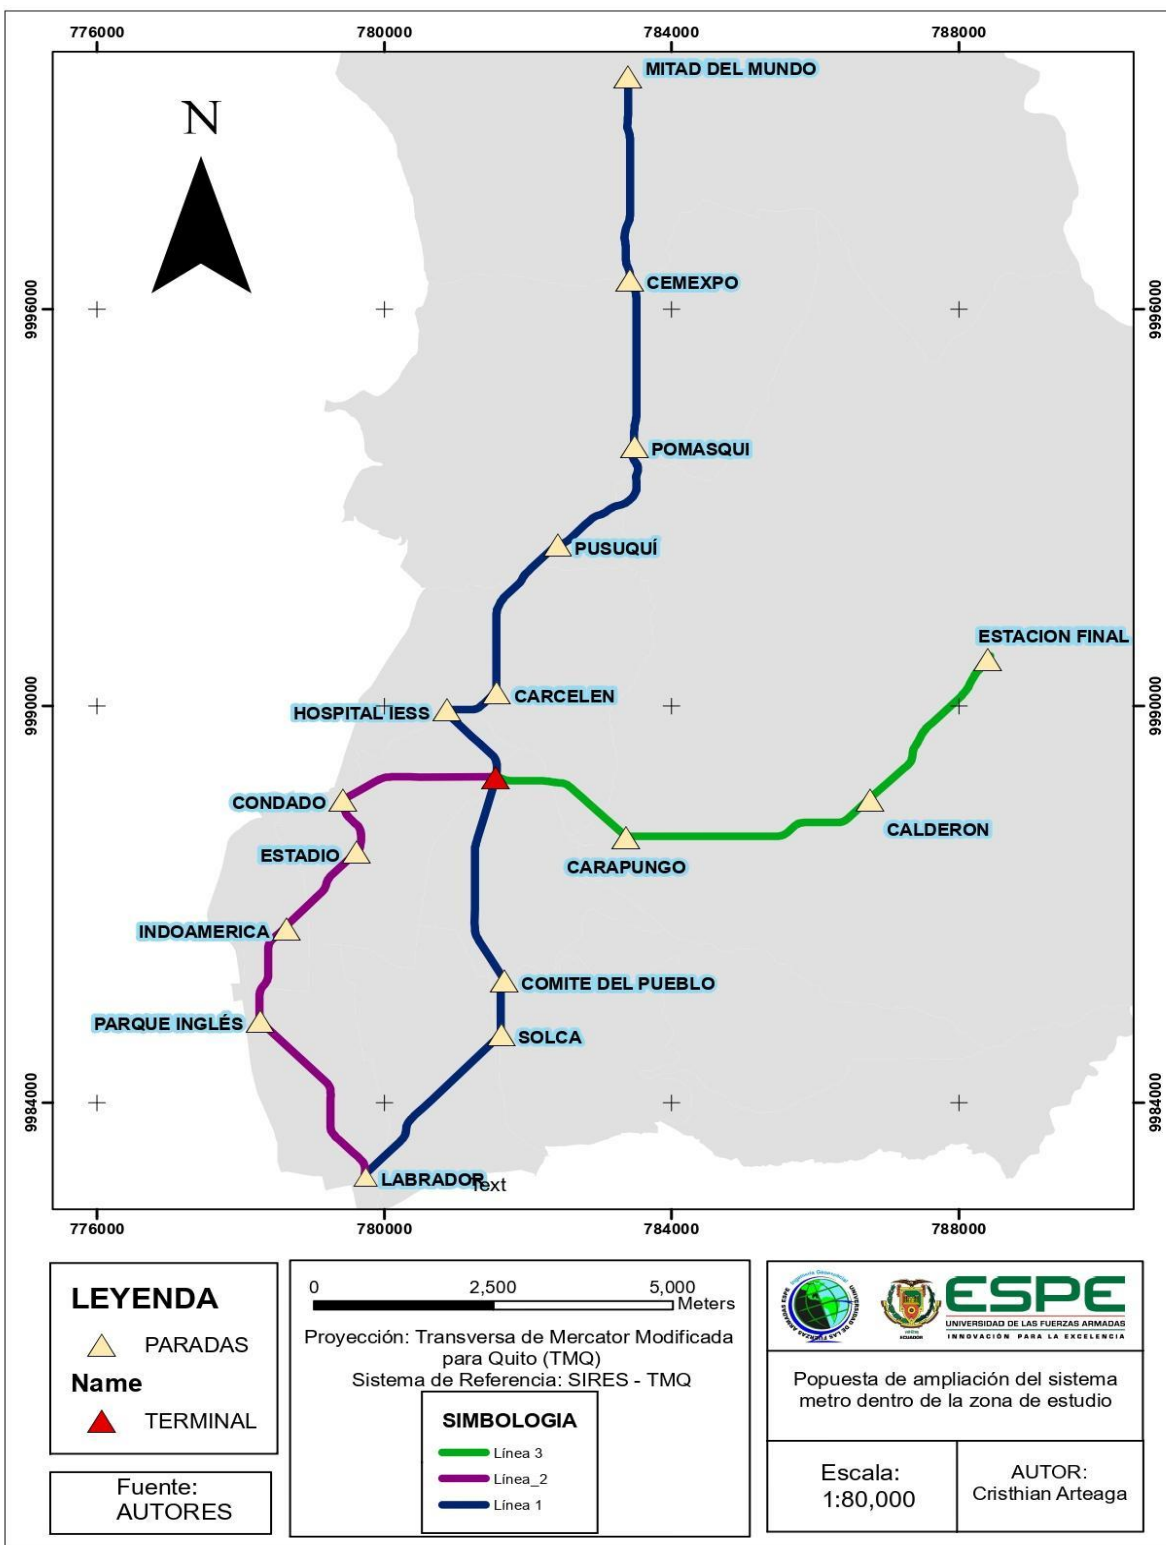 776000
780000
784000
788000
N
MITAD DEL MUNDO
CEMEXPO
9996000
9996000
POMASQUI
PUSUQUÍ
ESTACION FINAL
CARCELEN
HOSPITAL IESS
9990000
9990000
CONDADO
CALDERON
ESTADIO
CARAPUNGO
INDOAMERICA
COMITE DEL PUEBLO
PARQUE INGLÉS
SOLCA
9984000
9984000
LABRADOR
Text
776000
780000
784000
788000
LEYENDA
PARADAS
Name
TERMINAL
Fuente:
AUTORES
0 2,500 5,000
Meters
Proyección: Transversa de Mercator Modificada
para Quito (TMQ)
Sistema de Referencia: SIRES - TMQ
SIMBOLOGIA
Línea 3
Línea_2
Línea 1
ESPE
UNIVERSIDAD DE LAS FUERZAS ARMADAS
INNOVACIÓN PARA LA EXCELENCIA
ECUADOR
Popuesta de ampliación del sistema
metro dentro de la zona de estudio
Escala:
1:80,000
AUTOR:
Cristhian Arteaga